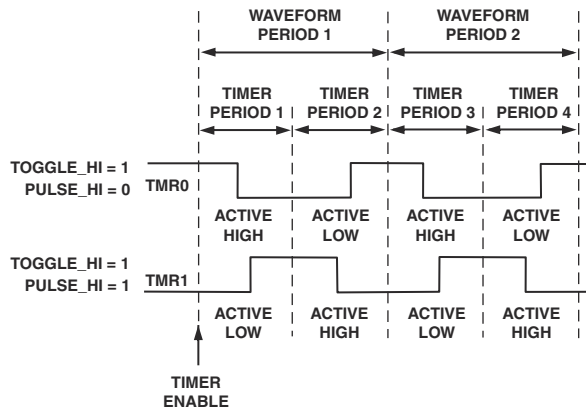 WAVEFORM
PERIOD 1
WAVEFORM
PERIOD 2
TIMER
PERIOD 1
TIMER
PERIOD 2
TIMER
PERIOD 3
TIMER
PERIOD 4
TOGGLE_HI = 1
PULSE_HI = 0
TMR0
ACTIVE
HIGH
ACTIVE
LOW
ACTIVE
HIGH
ACTIVE
LOW
TOGGLE_HI = 1
PULSE_HI = 1
TMR1
ACTIVE
LOW
ACTIVE
HIGH
ACTIVE
LOW
ACTIVE
HIGH
TIMER
ENABLE